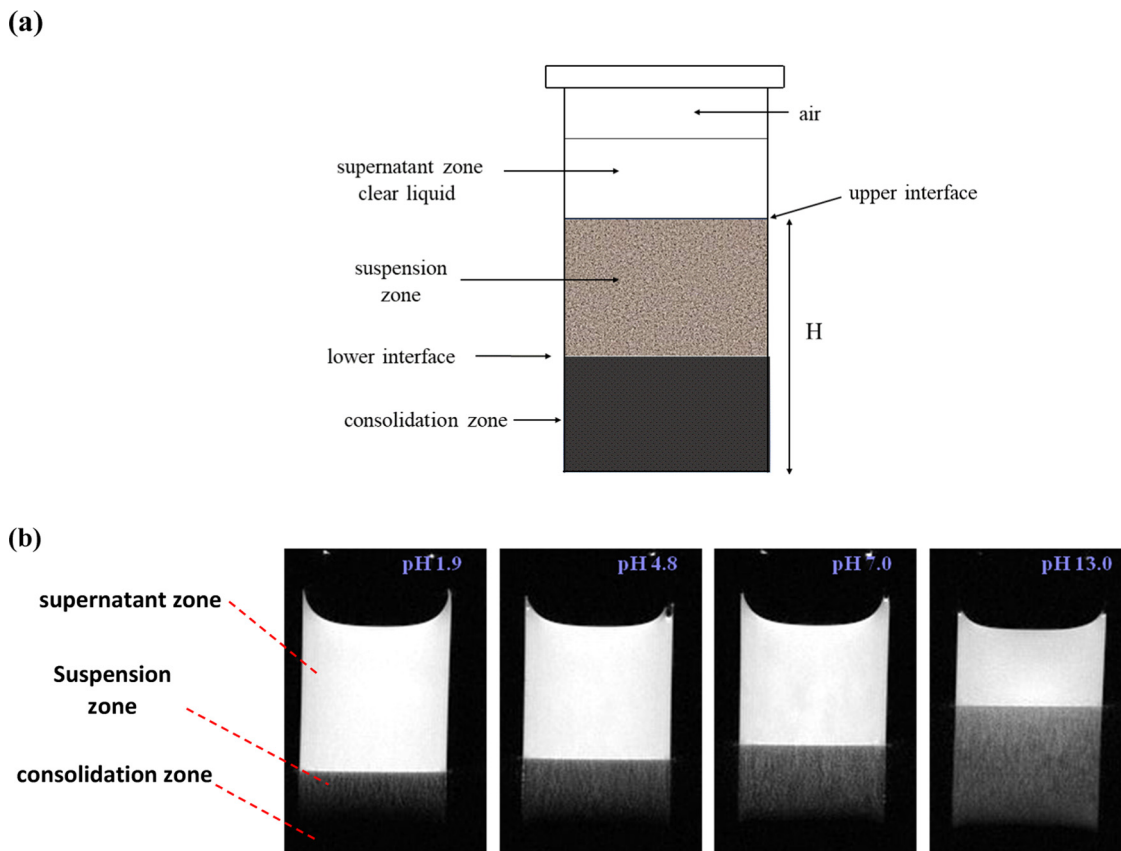 (a)
air
supernatant zone
clear liquid
upper interface
suspension
zone
H
lower interface
consolidation zone
(b)
pH 1.9
pH 4.8
pH 7.0
pH 13.0
supernatant zone
Suspension
zone
consolidation zone